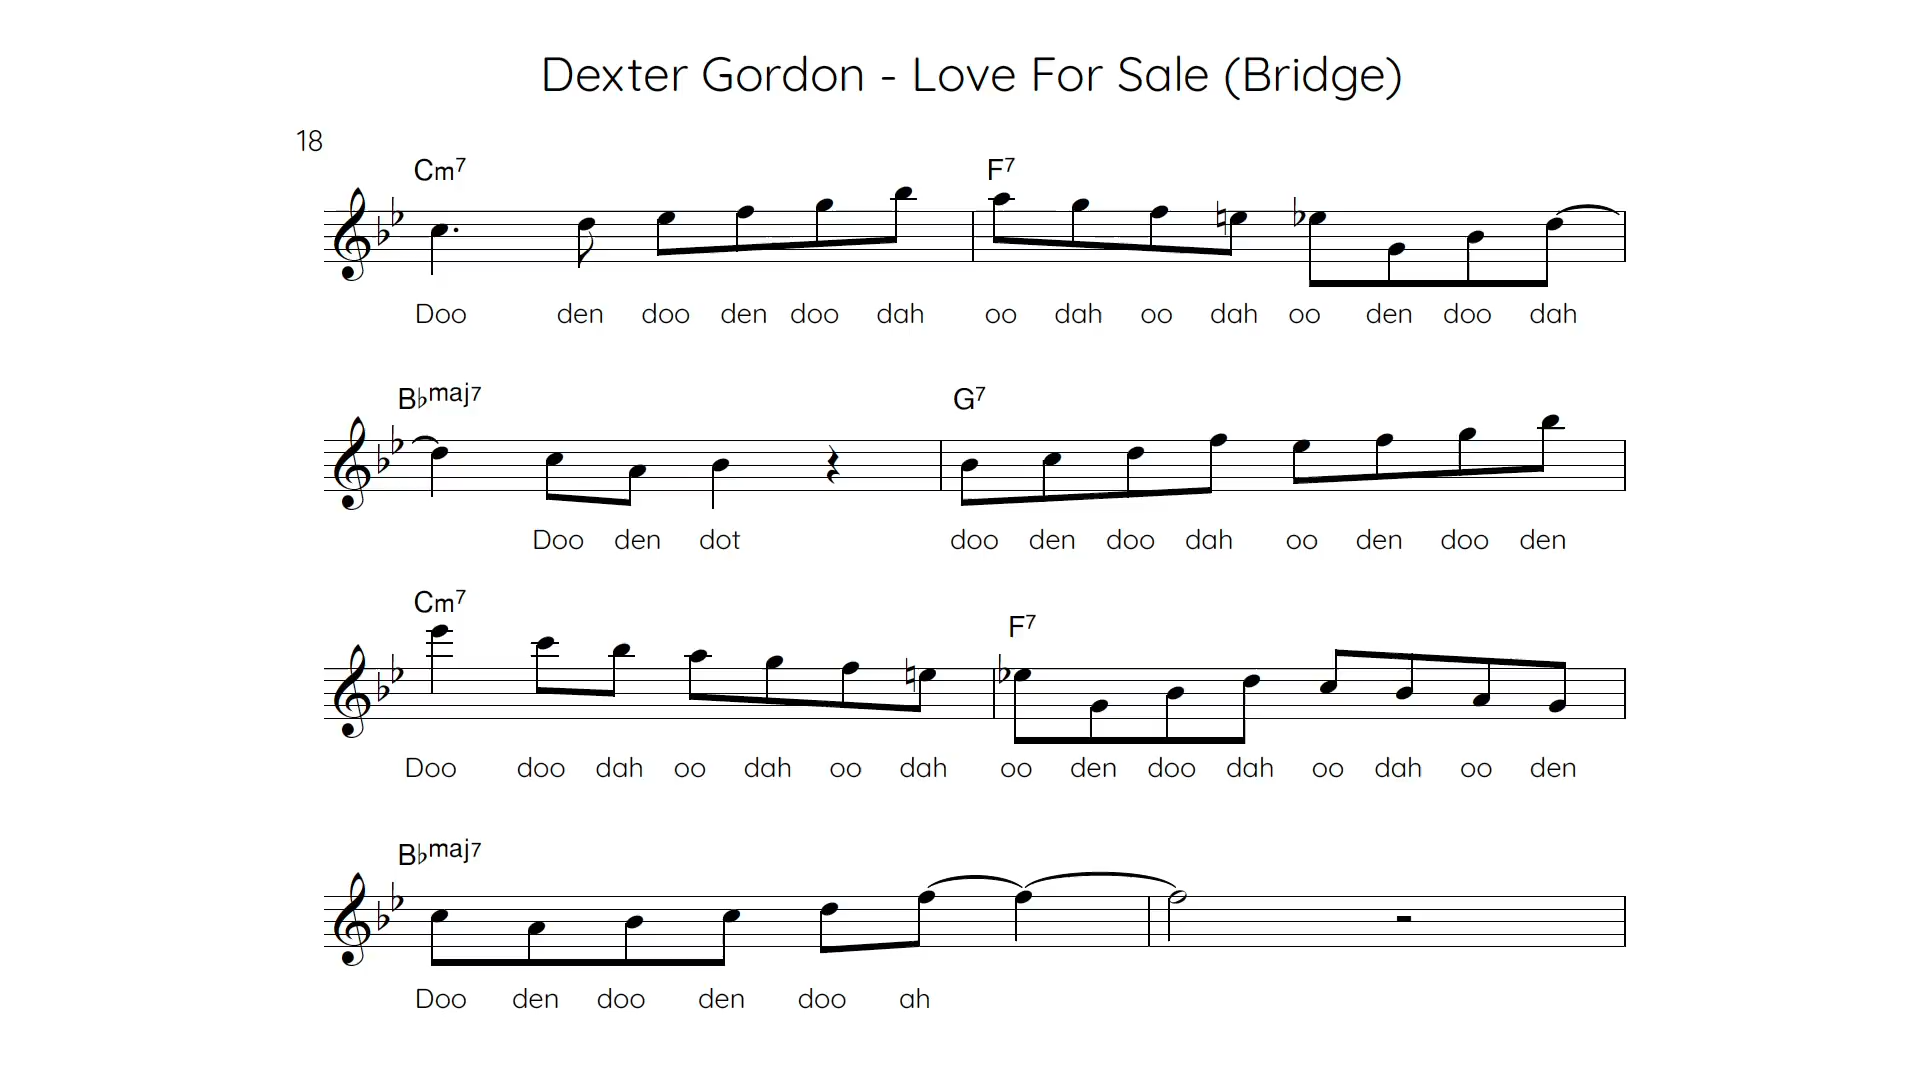 Dexter Gordon - Love For Sale (Bridge)
18
Cm7 F7
Doo den doo den doo dah oo dah oo dah oo den doo dah
B♭maj7 G7
Doo den dot doo den doo dah oo den doo den
Cm7 F7
Doo doo dah oo dah oo dah oo den doo dah oo dah oo den
B♭maj7
Doo den doo den doo ah